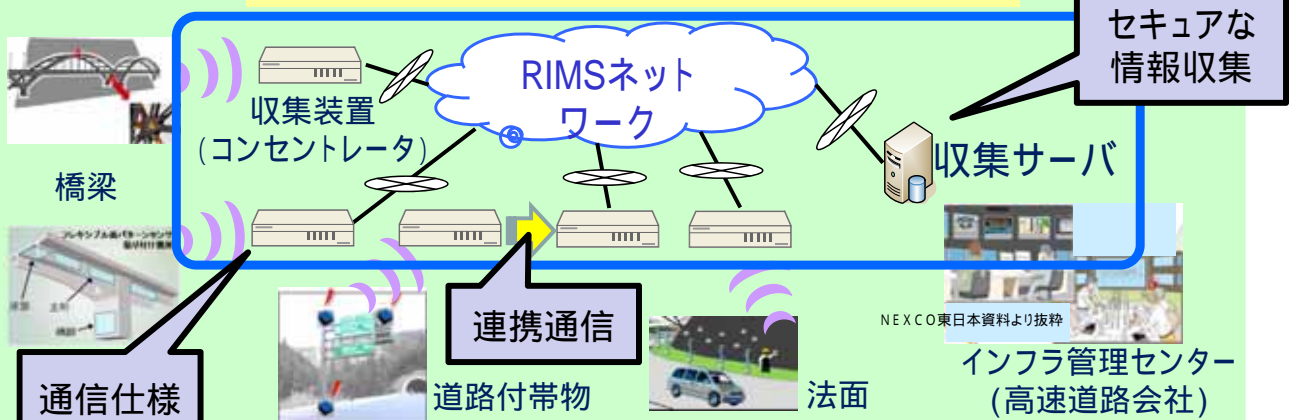 セキュアな
情報収集
RIMSネット
ワーク
収集装置
(コンセントレータ)
収集サーバ
橋梁
連携通信
NEXCO東日本資料より抜粋
通信仕様
道路付帯物
法面
インフラ管理センター
(高速道路会社)